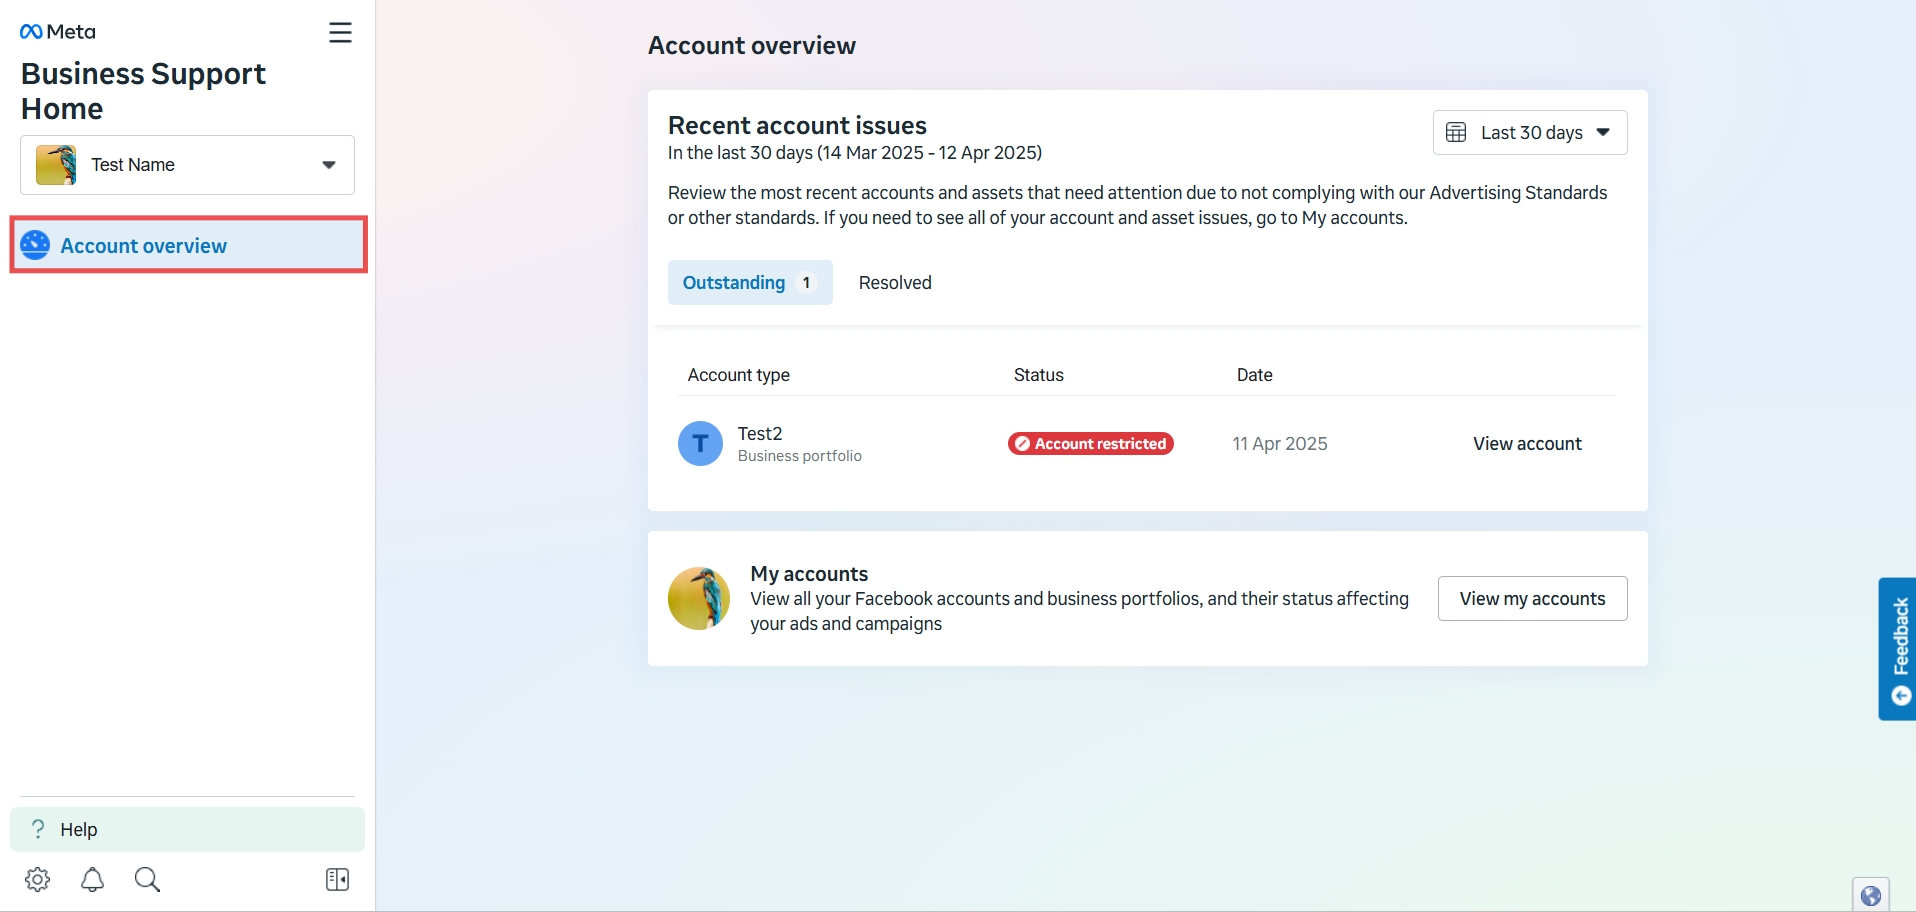 Meta
Business Support
Home
Test Name
Account overview
Help
Account overview
Recent account issues
In the last 30 days (14 Mar 2025 - 12 Apr 2025)
Last 30 days
Review the most recent accounts and assets that need attention due to not complying with our Advertising Standards
or other standards. If you need to see all of your account and asset issues, go to My accounts.
Outstanding 1 Resolved
Account type Status Date
T
Test2
Business portfolio
Account restricted
11 Apr 2025
View account
My accounts
View all your Facebook accounts and business portfolios, and their status affecting
your ads and campaigns
View my accounts
Feedback